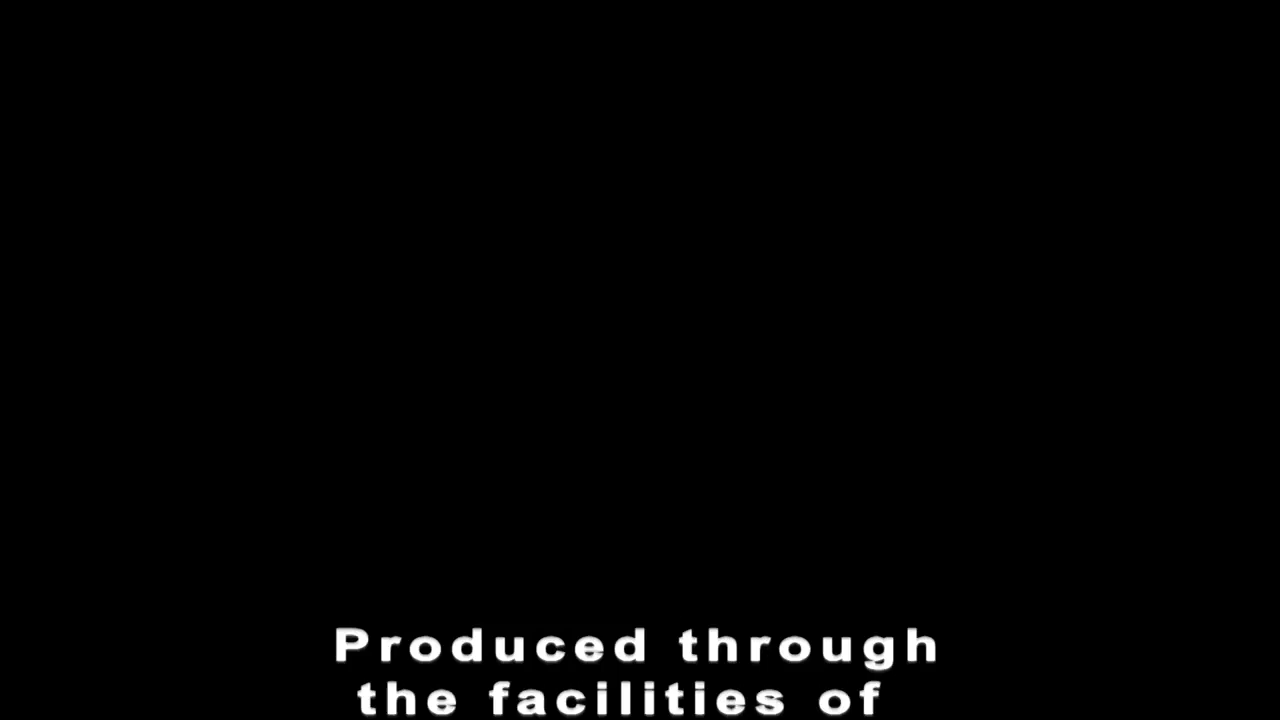 Produced through
the facilities of